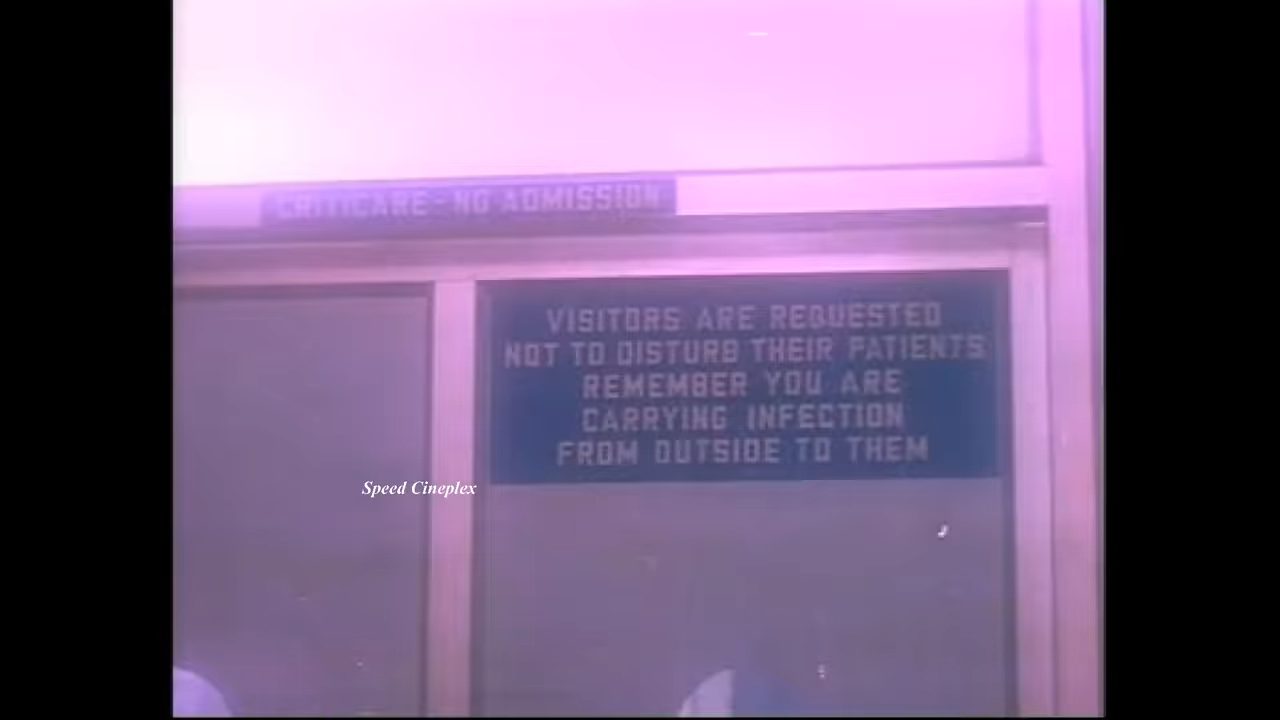 CRITICARE - NO ADMISSION
VISITORS ARE REQUESTED
NOT TO DISTURB THEIR PATIENTS
REMEMBER YOU ARE
CARRYING INFECTION
FROM OUTSIDE TO THEM
Speed Cineplex